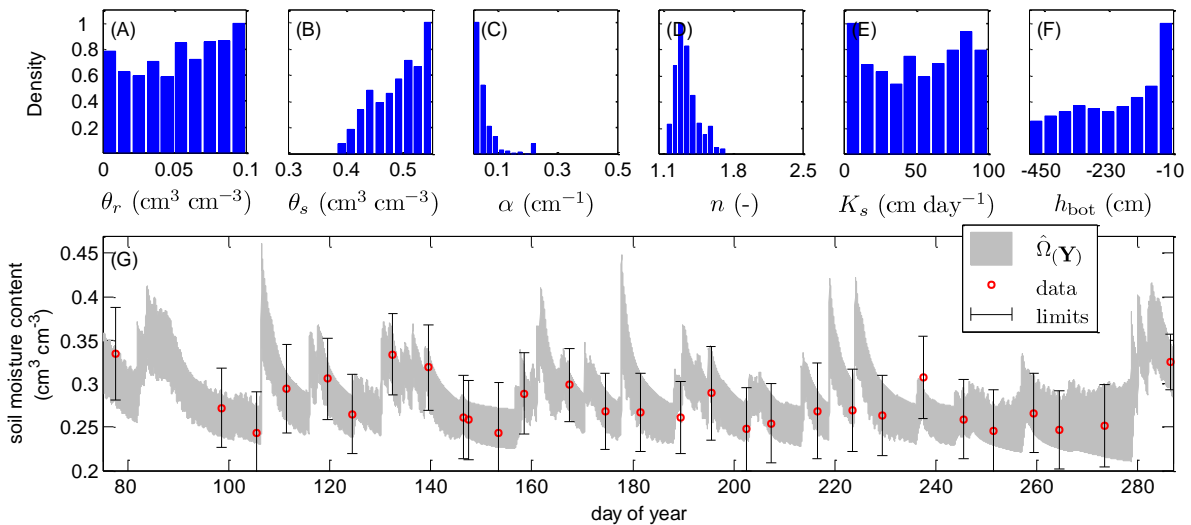 (A) (B) (C) (D) (E) (F)
Density
1
0.8
0.6
0.4
0.2
0 0.05 0.1
0.3 0.4 0.5
0.1 0.3 0.5
1.1 1.8 2.5
0 50 100
-450 -230 -10
θr (cm³ cm⁻³)
θs (cm³ cm⁻³)
α (cm⁻¹)
n (-)
Ks (cm day⁻¹)
hbot (cm)
(G)
soil moisture content
(cm³ cm⁻³)
0.45
0.4
0.35
0.3
0.25
0.2
Ω̂(Y)
data
limits
80 100 120 140 160 180 200 220 240 260 280
day of year